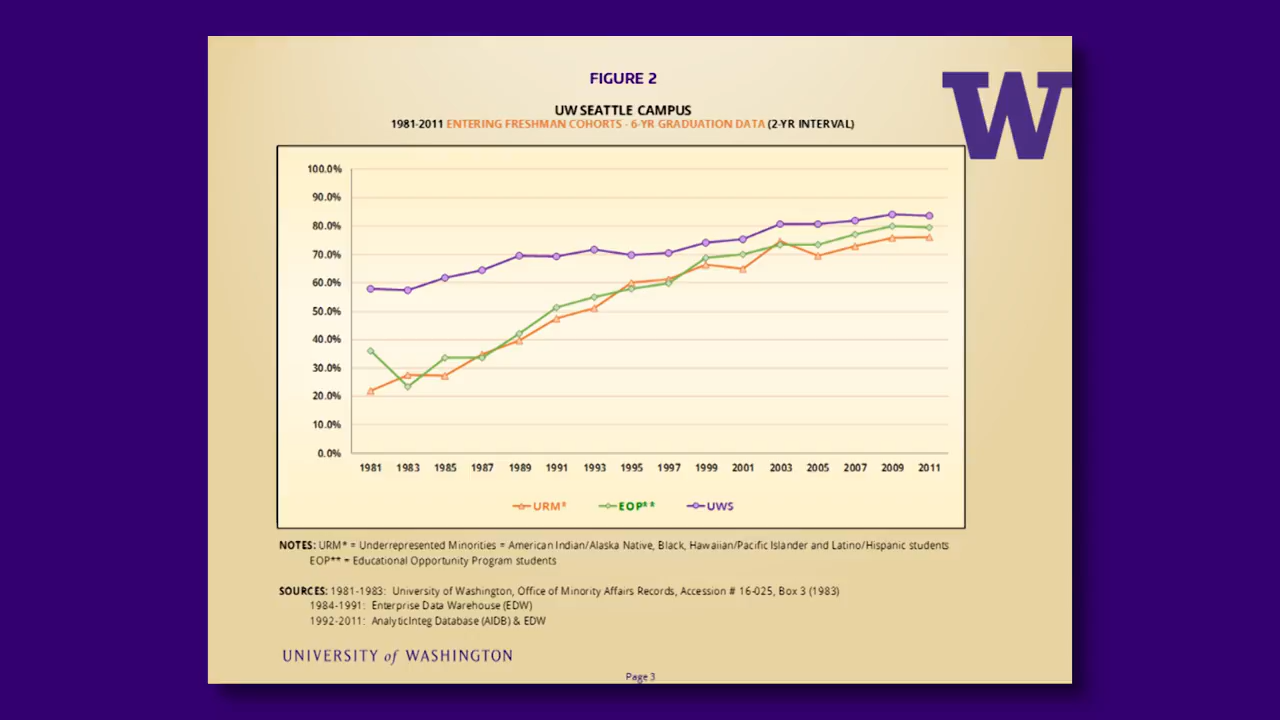 FIGURE 2
W
UW SEATTLE CAMPUS
1981-2011 ENTERING FRESHMAN COHORTS - 6-YR GRADUATION DATA (2-YR INTERVAL)
100.0%
90.0%
80.0%
70.0%
60.0%
50.0%
40.0%
30.0%
20.0%
10.0%
0.0%
1981 1983 1985 1987 1989 1991 1993 1995 1997 1999 2001 2003 2005 2007 2009 2011
URM* EOP** UWS
NOTES: URM* = Underrepresented Minorities = American Indian/Alaska Native, Black, Hawaiian/Pacific Islander and Latino/Hispanic students
EOP** = Educational Opportunity Program students
SOURCES: 1981-1983: University of Washington, Office of Minority Affairs Records, Accession # 16-025, Box 3 (1983)
1984-1991: Enterprise Data Warehouse (EDW)
1992-2011: AnalyticInteg Database (AIDB) & EDW
UNIVERSITY of WASHINGTON
Page 3